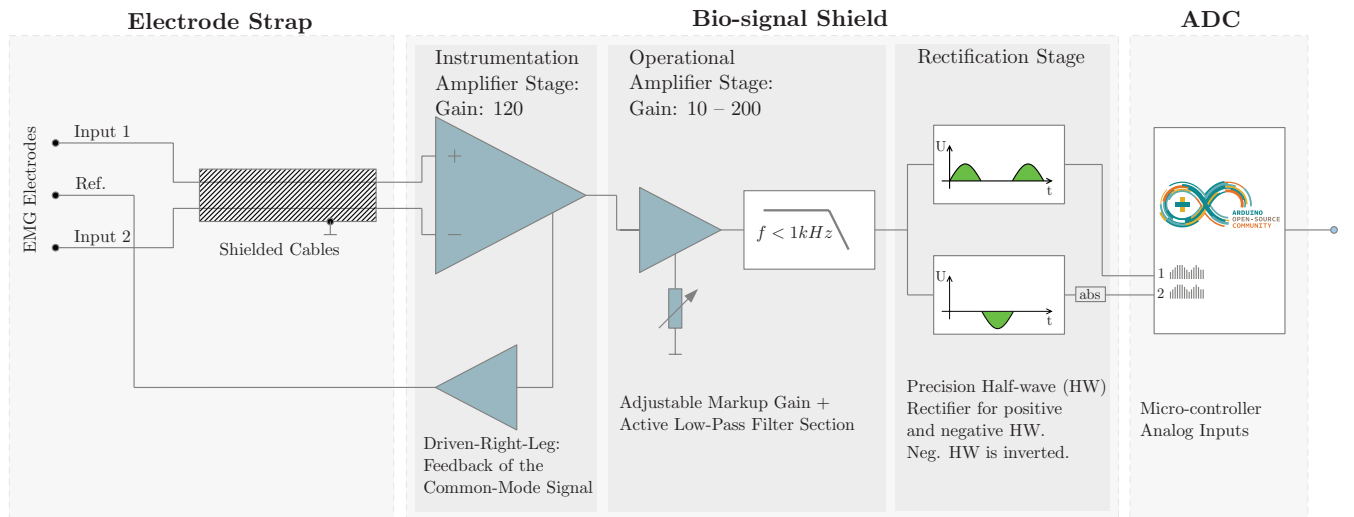 Electrode Strap
Bio-signal Shield
ADC
Instrumentation
Amplifier Stage:
Gain: 120
Operational
Amplifier Stage:
Gain: 10 – 200
Rectification Stage
EMG Electrodes
Input 1
Ref.
Input 2
Shielded Cables
+
−
f < 1kHz
U
t
U
t
abs
ARDUINO
OPEN-SOURCE
COMMUNITY
1
2
Driven-Right-Leg:
Feedback of the
Common-Mode Signal
Adjustable Markup Gain +
Active Low-Pass Filter Section
Precision Half-wave (HW)
Rectifier for positive
and negative HW.
Neg. HW is inverted.
Micro-controller
Analog Inputs